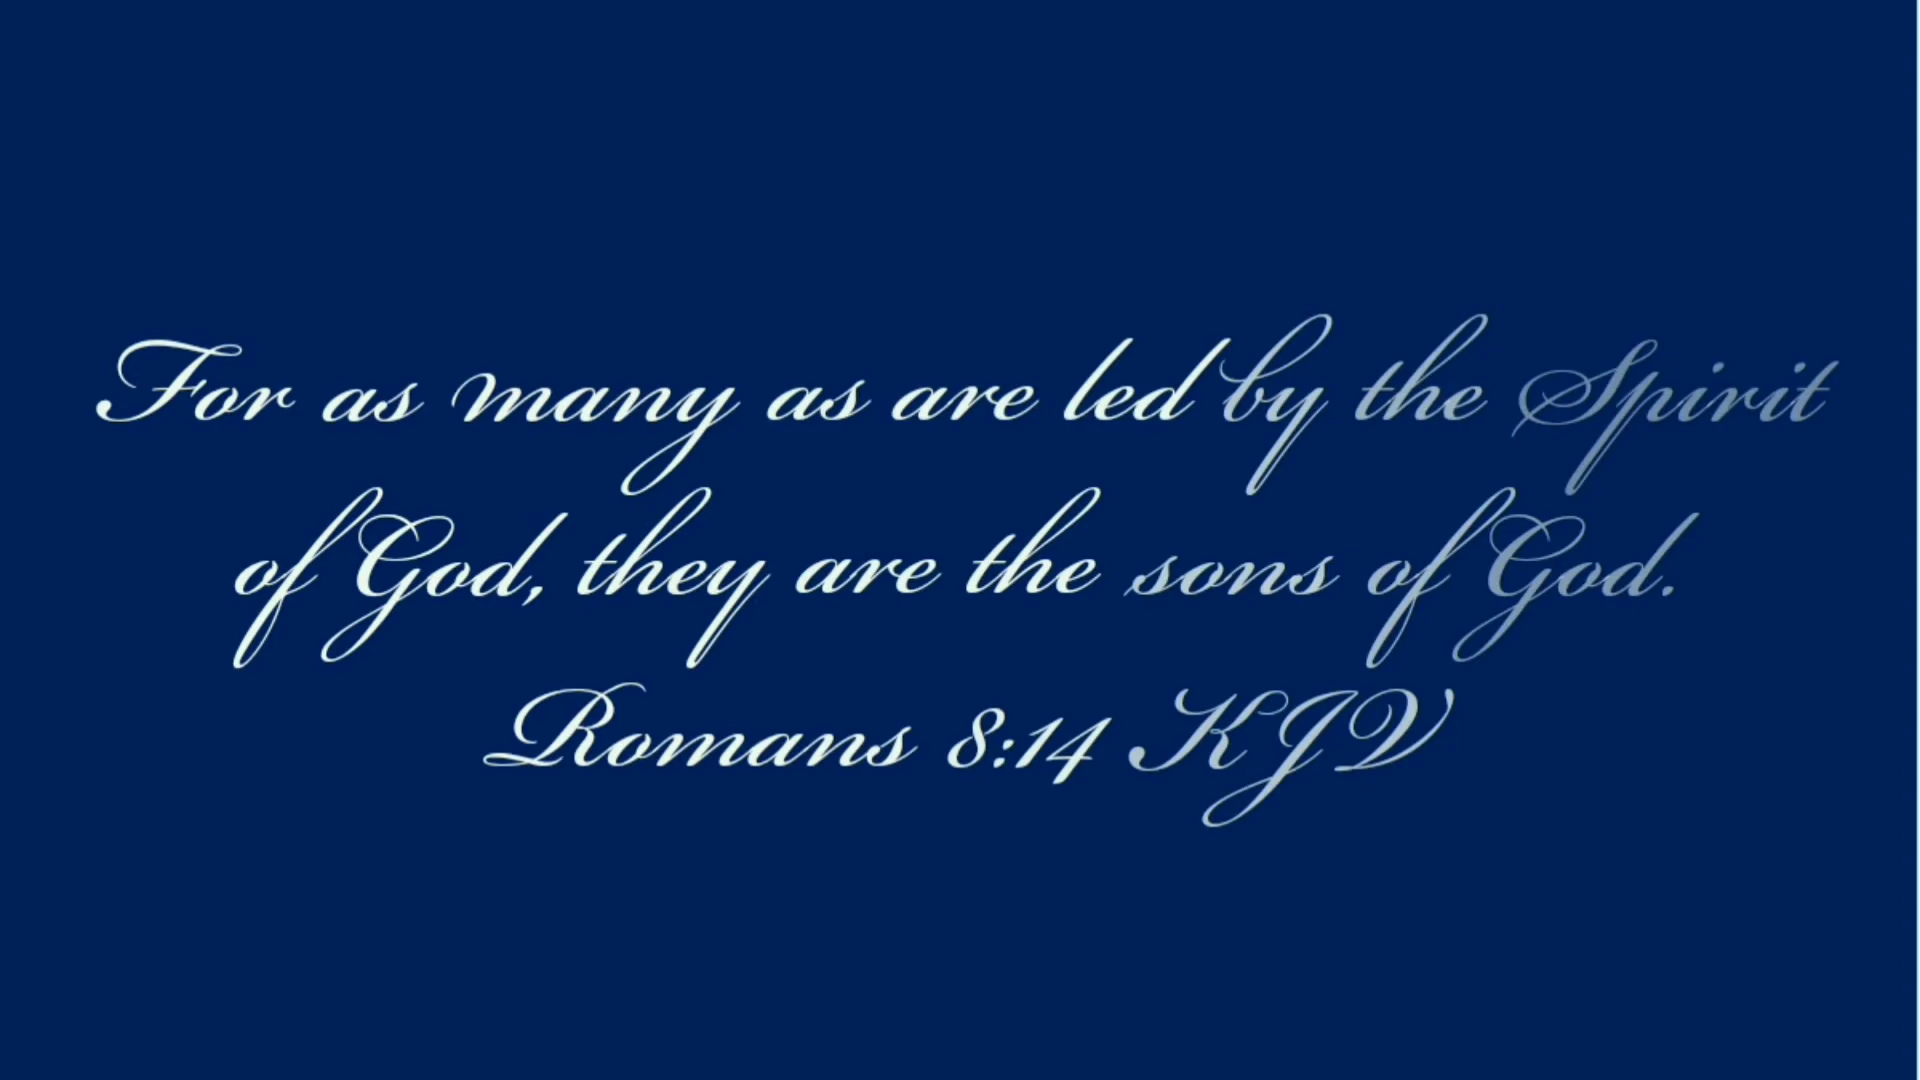 For as many as are led by the Spirit
of God, they are the sons of God.
Romans 8:14 KJV